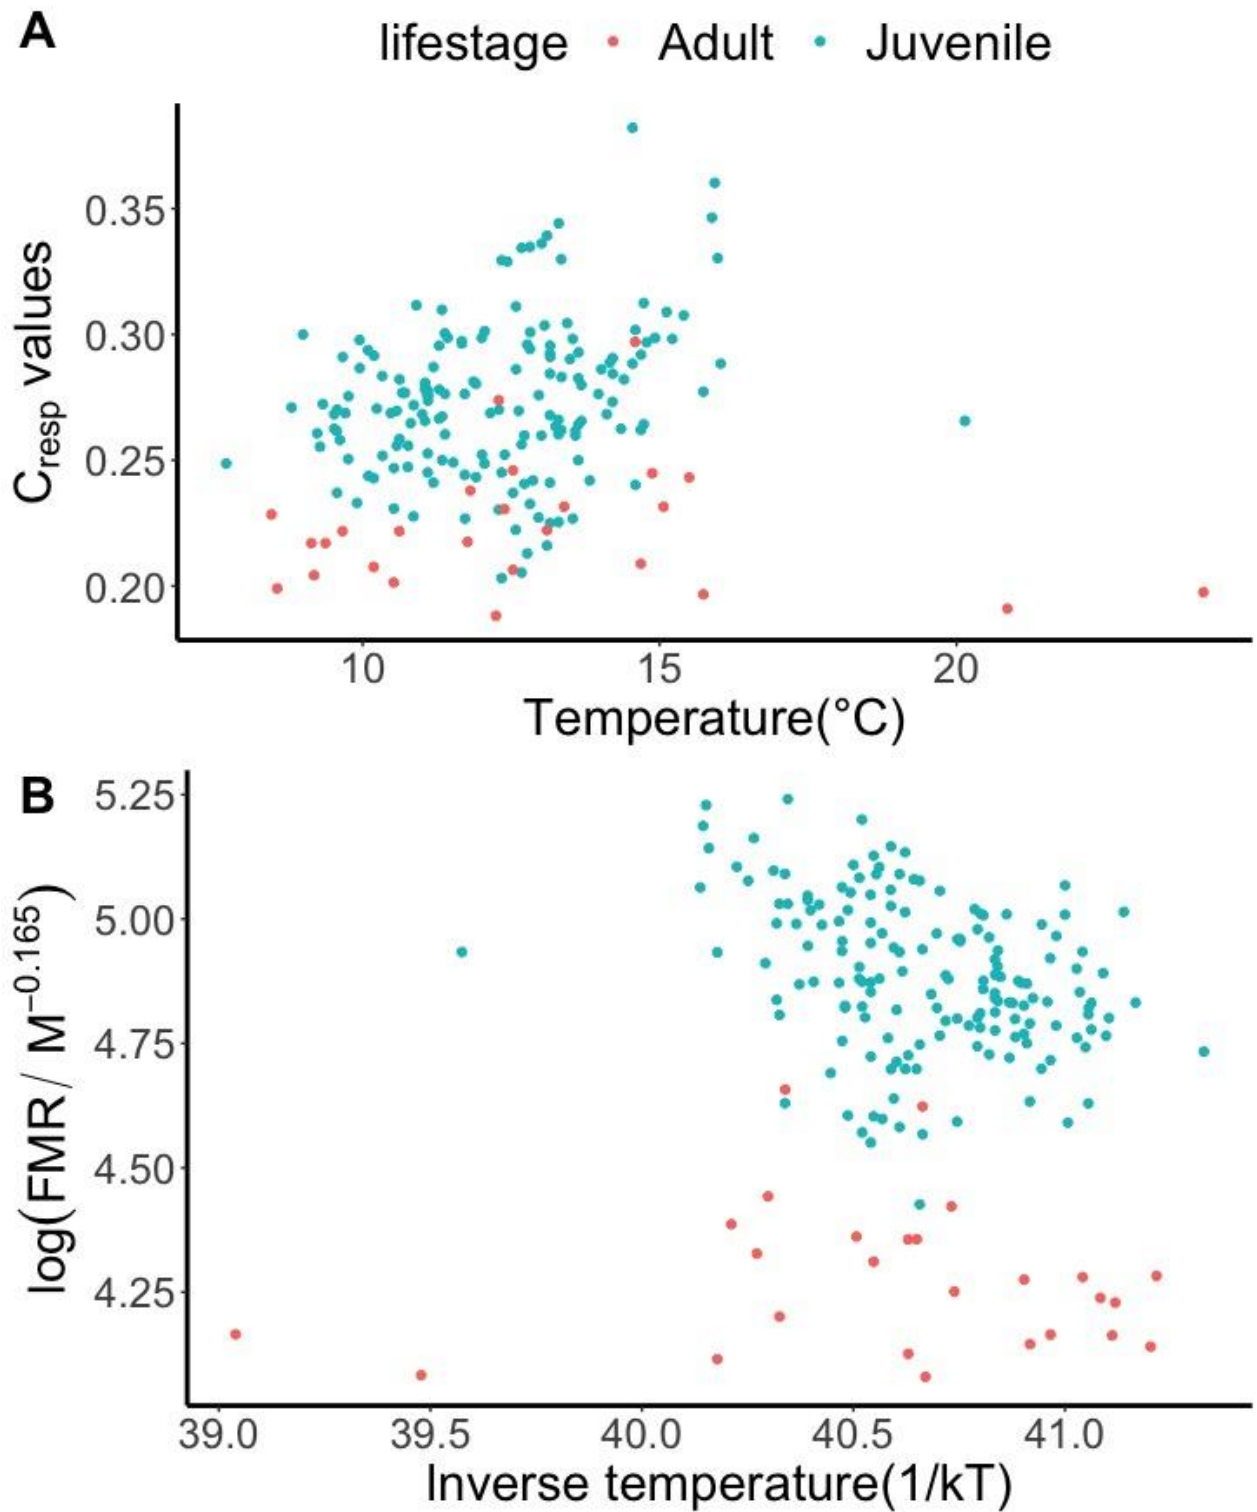 A
lifestage Adult Juvenile
C_resp values
0.35
0.30
0.25
0.20
10 15 20
Temperature(°C)
B
log(FMR/ M^−0.165)
5.25
5.00
4.75
4.50
4.25
39.0 39.5 40.0 40.5 41.0
Inverse temperature(1/kT)